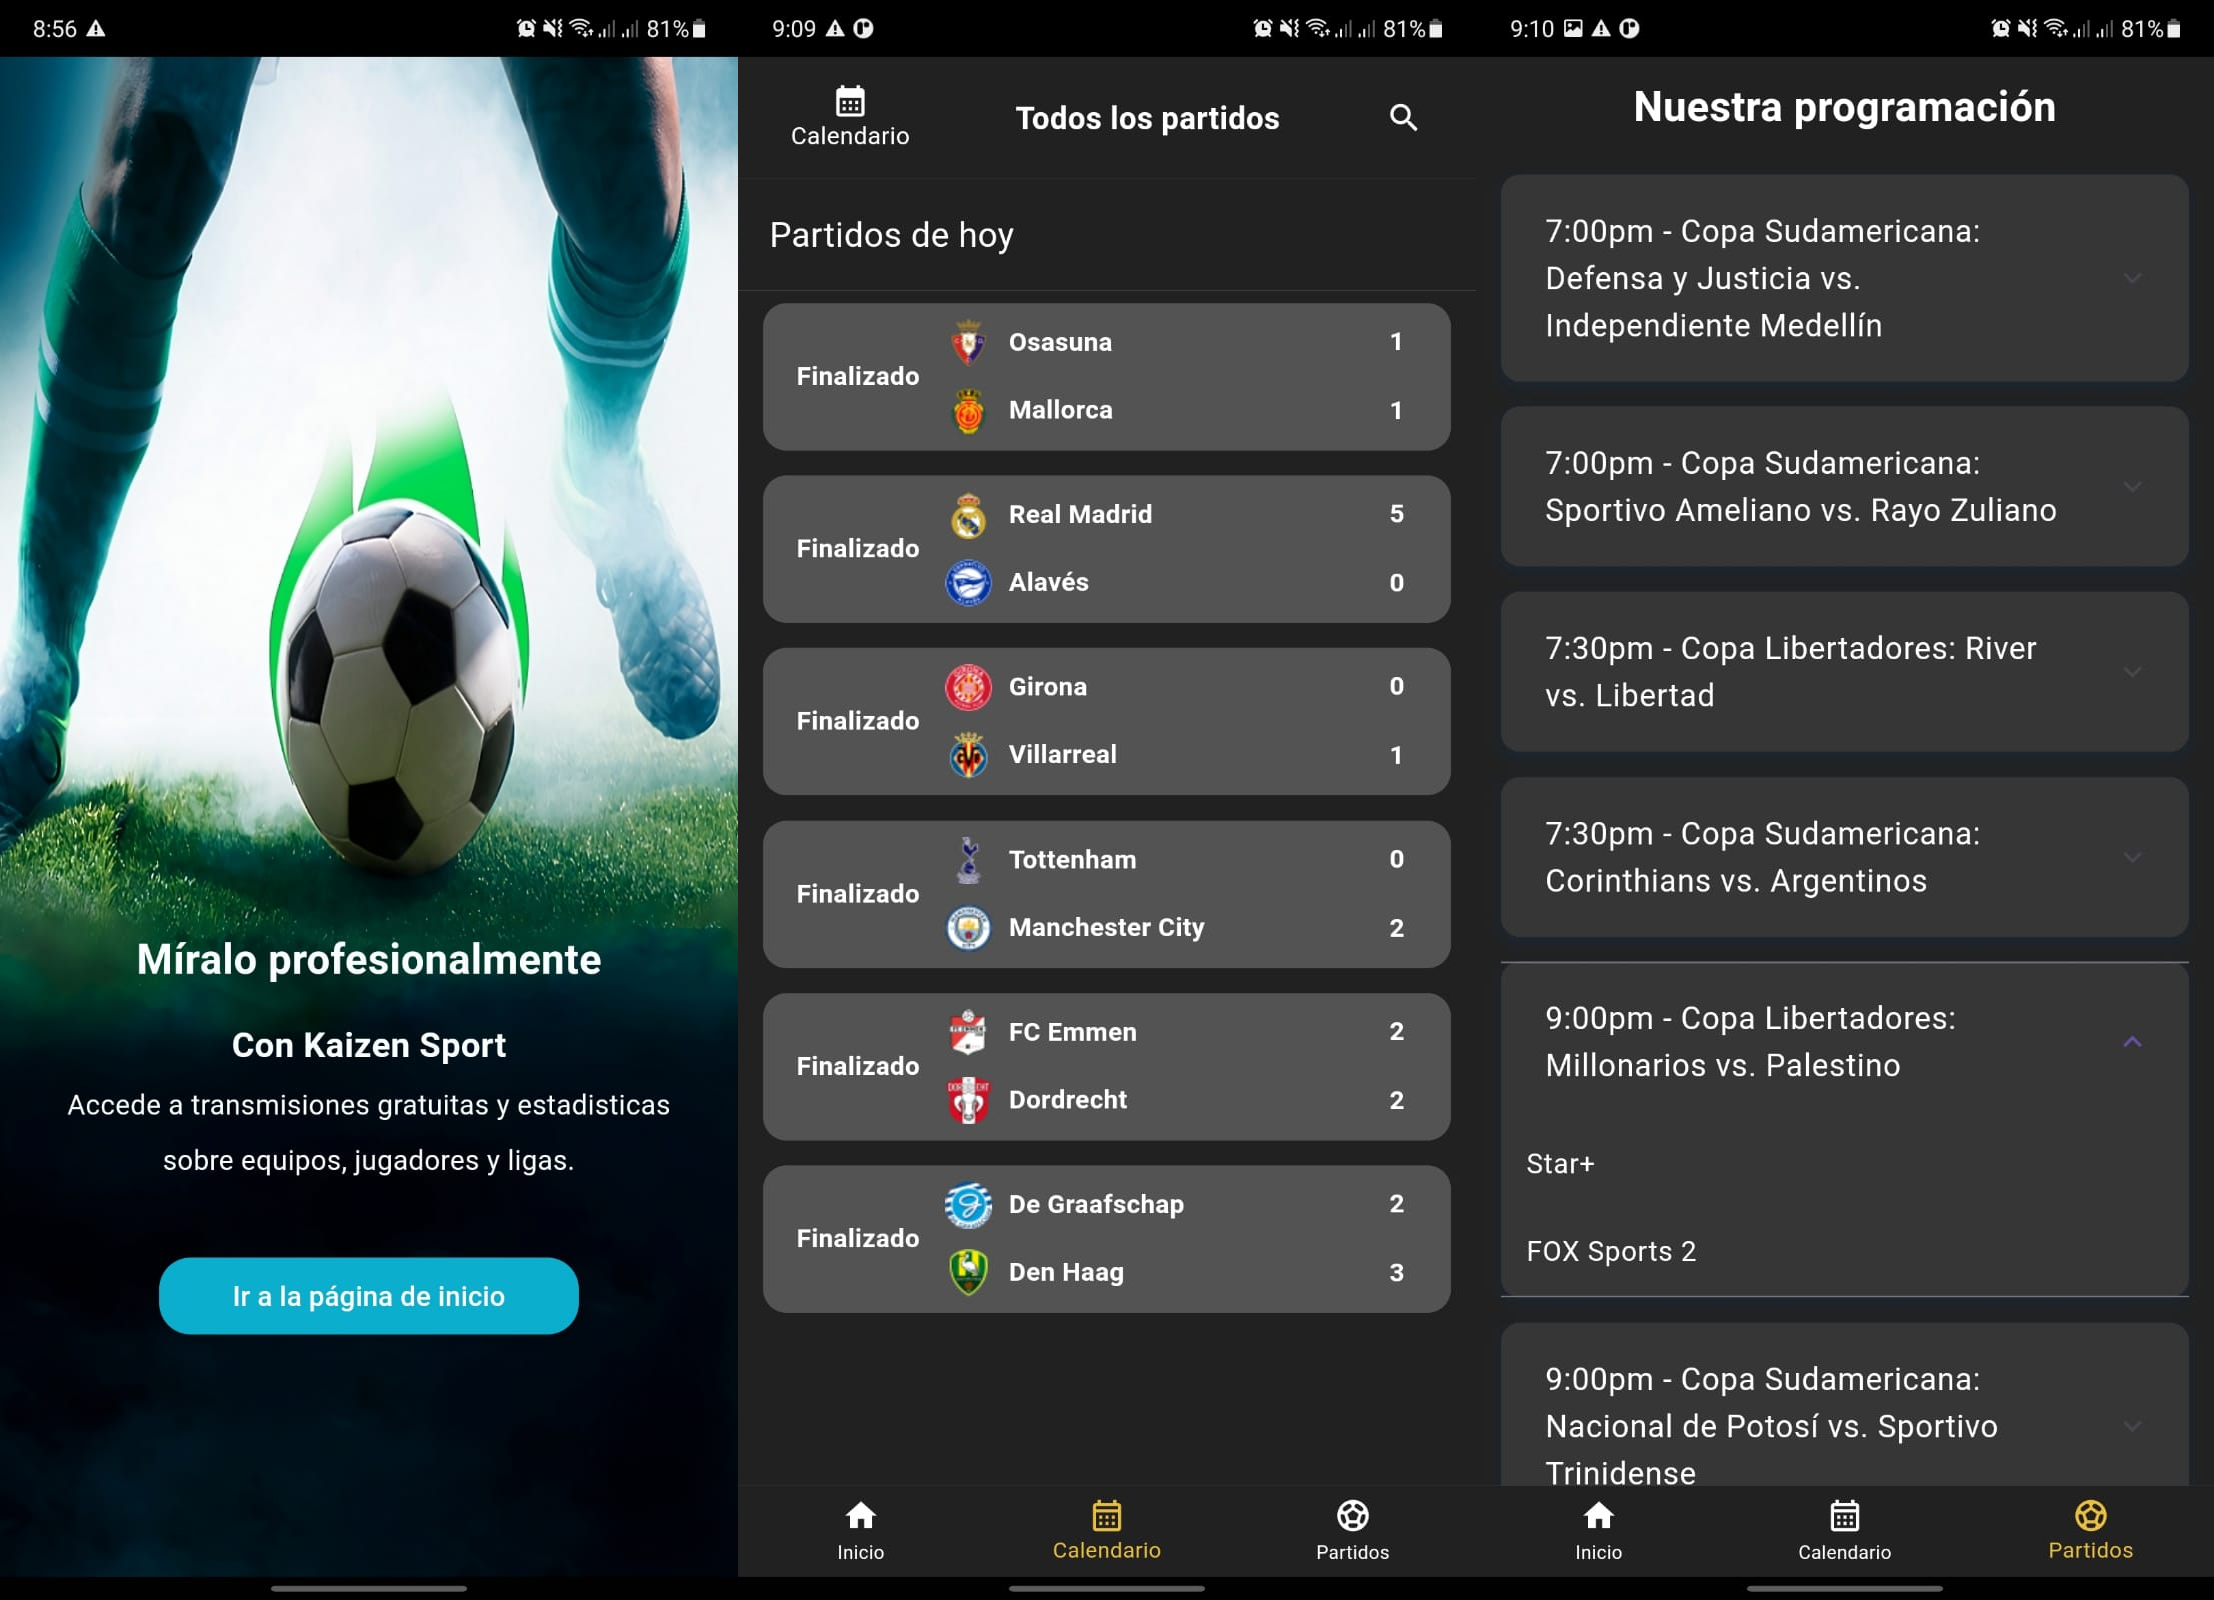 8:56
81%
Míralo profesionalmente
Con Kaizen Sport
Accede a transmisiones gratuitas y estadisticas
sobre equipos, jugadores y ligas.
Ir a la página de inicio
9:09
81%
Calendario
Todos los partidos
Partidos de hoy
Finalizado
Osasuna 1
Mallorca 1
Finalizado
Real Madrid 5
Alavés 0
Finalizado
Girona 0
Villarreal 1
Finalizado
Tottenham 0
Manchester City 2
Finalizado
FC Emmen 2
Dordrecht 2
Finalizado
De Graafschap 2
Den Haag 3
Inicio
Calendario
Partidos
9:10
81%
Nuestra programación
7:00pm - Copa Sudamericana:
Defensa y Justicia vs.
Independiente Medellín
7:00pm - Copa Sudamericana:
Sportivo Ameliano vs. Rayo Zuliano
7:30pm - Copa Libertadores: River
vs. Libertad
7:30pm - Copa Sudamericana:
Corinthians vs. Argentinos
9:00pm - Copa Libertadores:
Millonarios vs. Palestino
Star+
FOX Sports 2
9:00pm - Copa Sudamericana:
Nacional de Potosí vs. Sportivo
Trinidense
Inicio
Calendario
Partidos